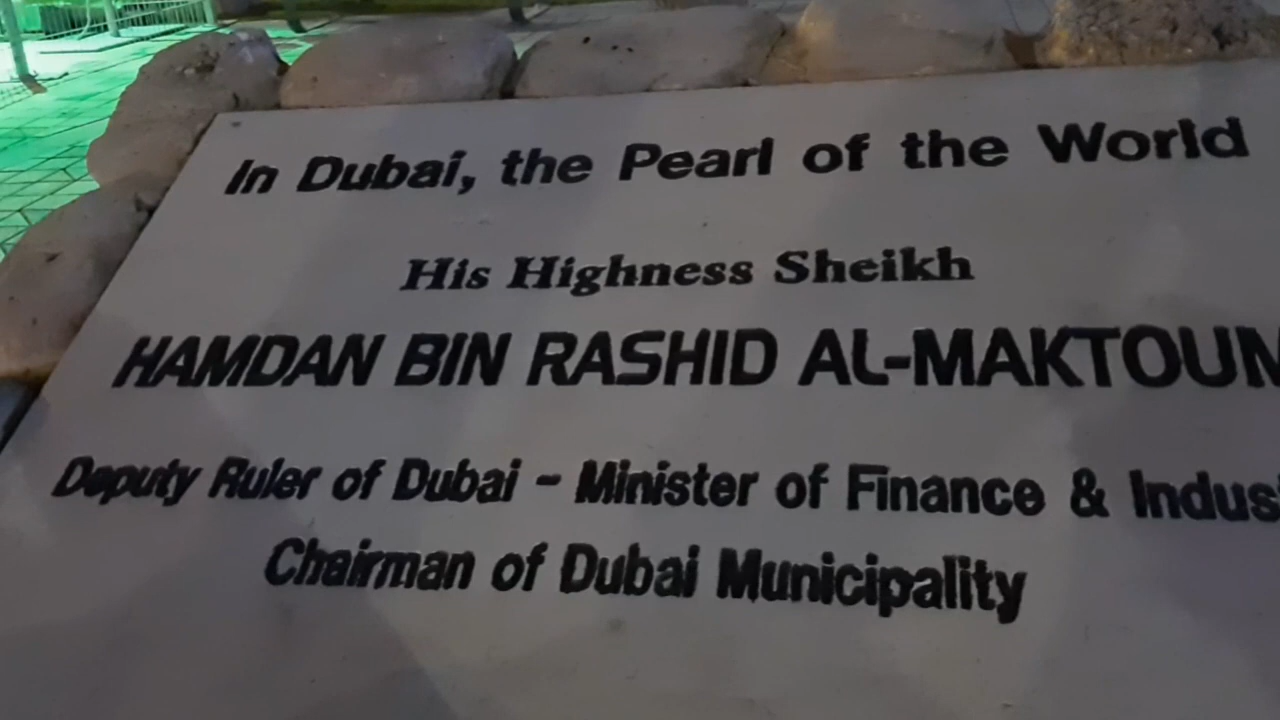 In Dubai, the Pearl of the World
His Highness Sheikh
HAMDAN BIN RASHID AL-MAKTOUM
Deputy Ruler of Dubai - Minister of Finance & Indus
Chairman of Dubai Municipality